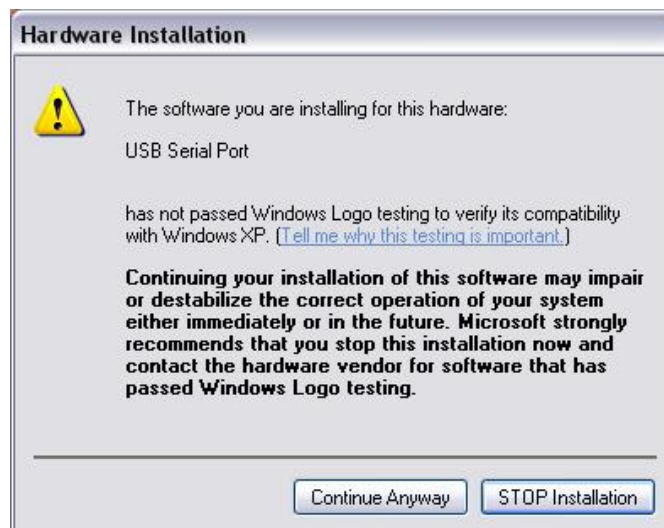 Hardware Installation
The software you are installing for this hardware:
USB Serial Port
has not passed Windows Logo testing to verify its compatibility
with Windows XP. (Tell me why this testing is important.)
Continuing your installation of this software may impair
or destabilize the correct operation of your system
either immediately or in the future. Microsoft strongly
recommends that you stop this installation now and
contact the hardware vendor for software that has
passed Windows Logo testing.
Continue Anyway
STOP Installation